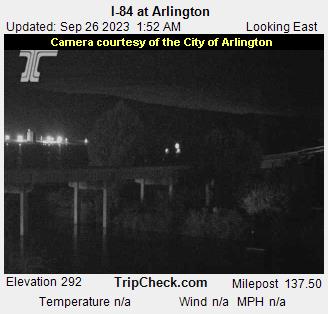 I-84 at Arlington
Updated: Sep 26 2023 1:52 AM Looking East
Camera courtesy of the City of Arlington
Elevation 292 TripCheck.com Milepost 137.50
Temperature n/a Wind n/a MPH n/a